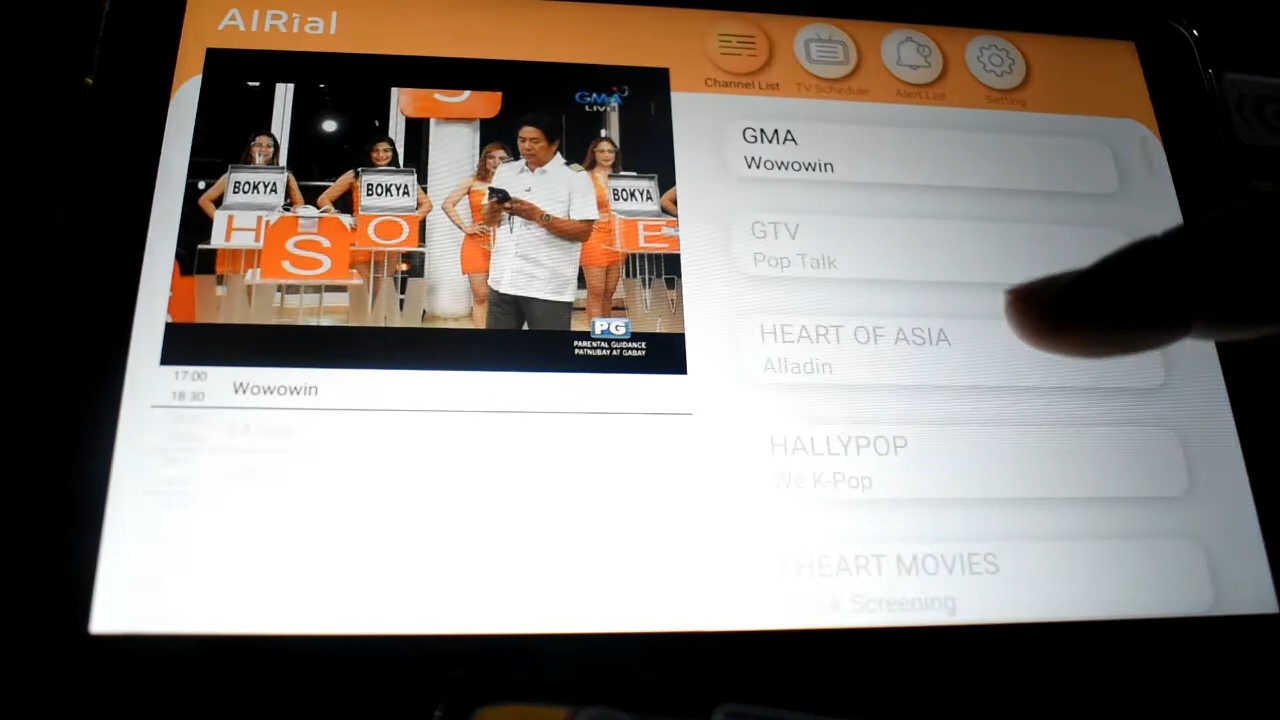 AIRial
Channel List
TV Schedule
Alert List
Setting
GMA
LIVE
BOKYA
BOKYA
BOKYA
H
S
O
E
S
PG
PARENTAL GUIDANCE
PATNUBAY AT GABAY
17:00
18:30
Wowowin
GMA
Wowowin
GTV
Pop Talk
HEART OF ASIA
Alladin
HALLYPOP
We K-Pop
HEART MOVIES
Screening